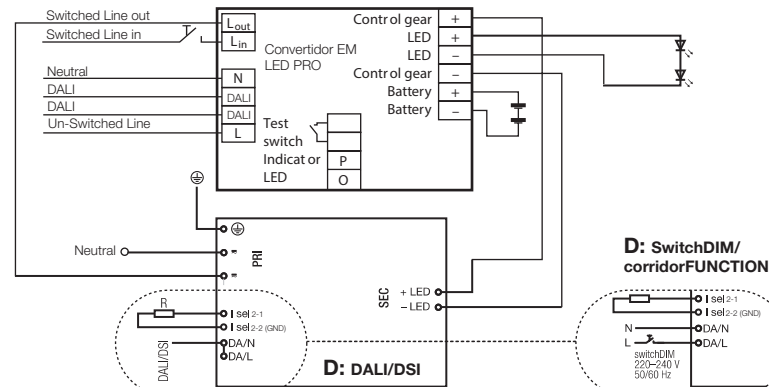 Switched Line out
Switched Line in
Neutral
DALI
DALI
Un-Switched Line
Lout
Lin
N
DALI
DALI
L
Convertidor EM
LED PRO
Test
switch
Indicator
LED
P
O
Control gear +
LED +
LED –
Control gear –
Battery +
Battery –
Neutral
PRI
SEC
+ LED
– LED
R
I sel 2-1
I sel 2-2 (GND)
DA/N
DA/L
DALI/DSI
D: DALI/DSI
D: SwitchDIM/
corridorFUNCTION
I sel 2-1
I sel 2-2 (GND)
N
DA/N
L
DA/L
switchDIM
220–240 V
50/60 Hz